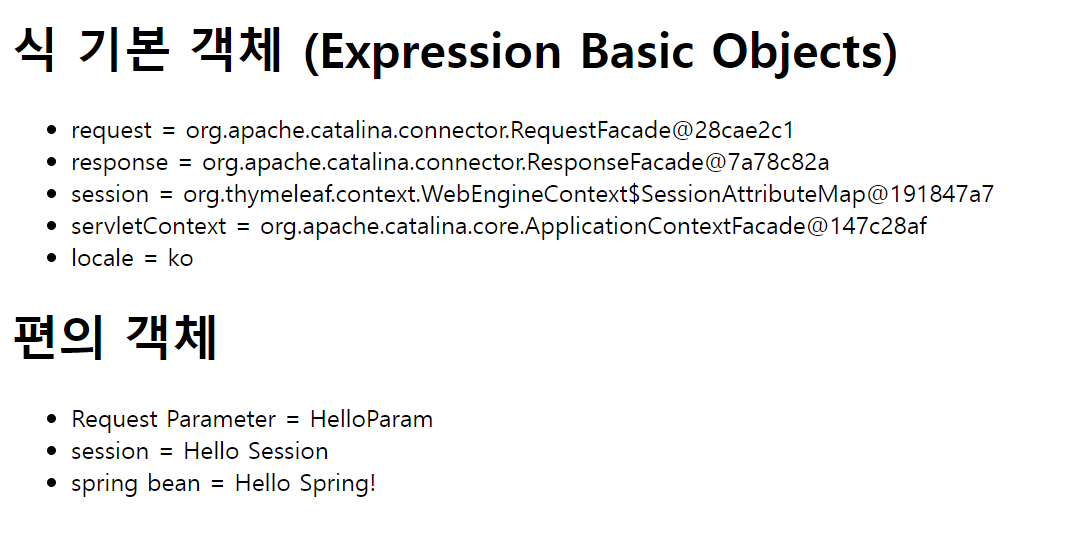 식 기본 객체 (Expression Basic Objects)
• request = org.apache.catalina.connector.RequestFacade@28cae2c1
• response = org.apache.catalina.connector.ResponseFacade@7a78c82a
• session = org.thymeleaf.context.WebEngineContext$SessionAttributeMap@191847a7
• servletContext = org.apache.catalina.core.ApplicationContextFacade@147c28af
• locale = ko
편의 객체
• Request Parameter = HelloParam
• session = Hello Session
• spring bean = Hello Spring!